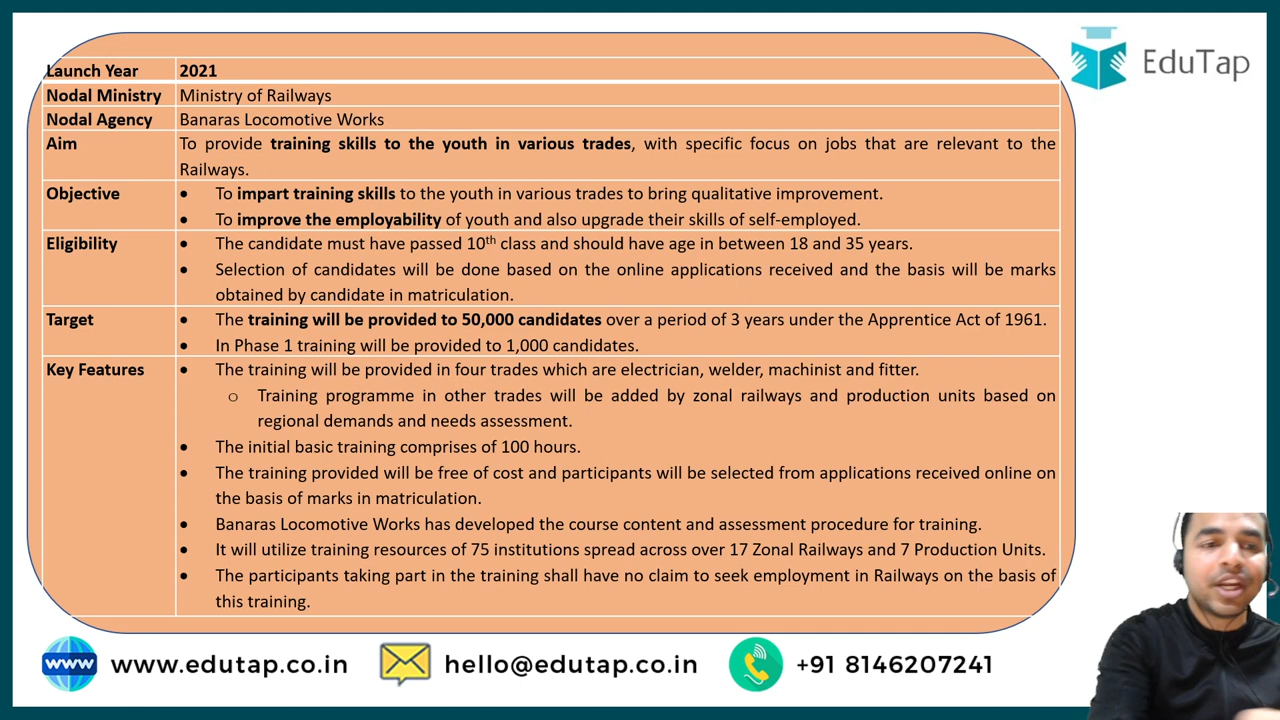 EduTap
Launch Year 2021
Nodal Ministry Ministry of Railways
Nodal Agency Banaras Locomotive Works
Aim To provide training skills to the youth in various trades, with specific focus on jobs that are relevant to the
Railways.
Objective • To impart training skills to the youth in various trades to bring qualitative improvement.
• To improve the employability of youth and also upgrade their skills of self-employed.
Eligibility • The candidate must have passed 10th class and should have age in between 18 and 35 years.
• Selection of candidates will be done based on the online applications received and the basis will be marks
obtained by candidate in matriculation.
Target • The training will be provided to 50,000 candidates over a period of 3 years under the Apprentice Act of 1961.
• In Phase 1 training will be provided to 1,000 candidates.
Key Features • The training will be provided in four trades which are electrician, welder, machinist and fitter.
o Training programme in other trades will be added by zonal railways and production units based on
regional demands and needs assessment.
• The initial basic training comprises of 100 hours.
• The training provided will be free of cost and participants will be selected from applications received online on
the basis of marks in matriculation.
• Banaras Locomotive Works has developed the course content and assessment procedure for training.
• It will utilize training resources of 75 institutions spread across over 17 Zonal Railways and 7 Production Units.
• The participants taking part in the training shall have no claim to seek employment in Railways on the basis of
this training.
www www.edutap.co.in hello@edutap.co.in +91 8146207241